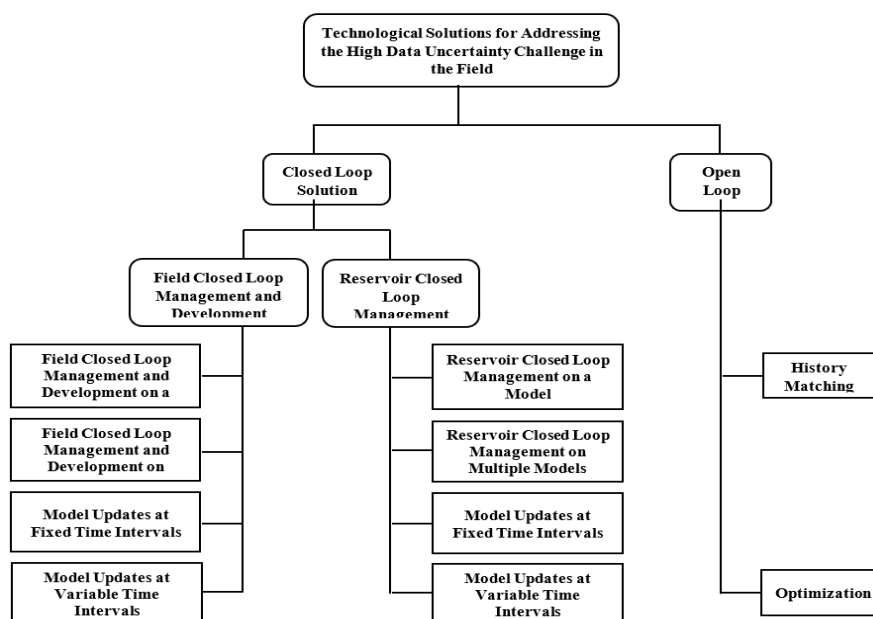 Technological Solutions for Addressing
the High Data Uncertainty Challenge in
the Field
Closed Loop
Solution
Open
Loop
Field Closed Loop
Management and
Development
Reservoir Closed
Loop
Management
Field Closed Loop
Management and
Development on a
Field Closed Loop
Management and
Development on
Model Updates at
Fixed Time Intervals
Model Updates at
Variable Time
Intervals
Reservoir Closed Loop
Management on a
Model
Reservoir Closed Loop
Management on
Multiple Models
Model Updates at
Fixed Time Intervals
Model Updates at
Variable Time
Intervals
History
Matching
Optimization